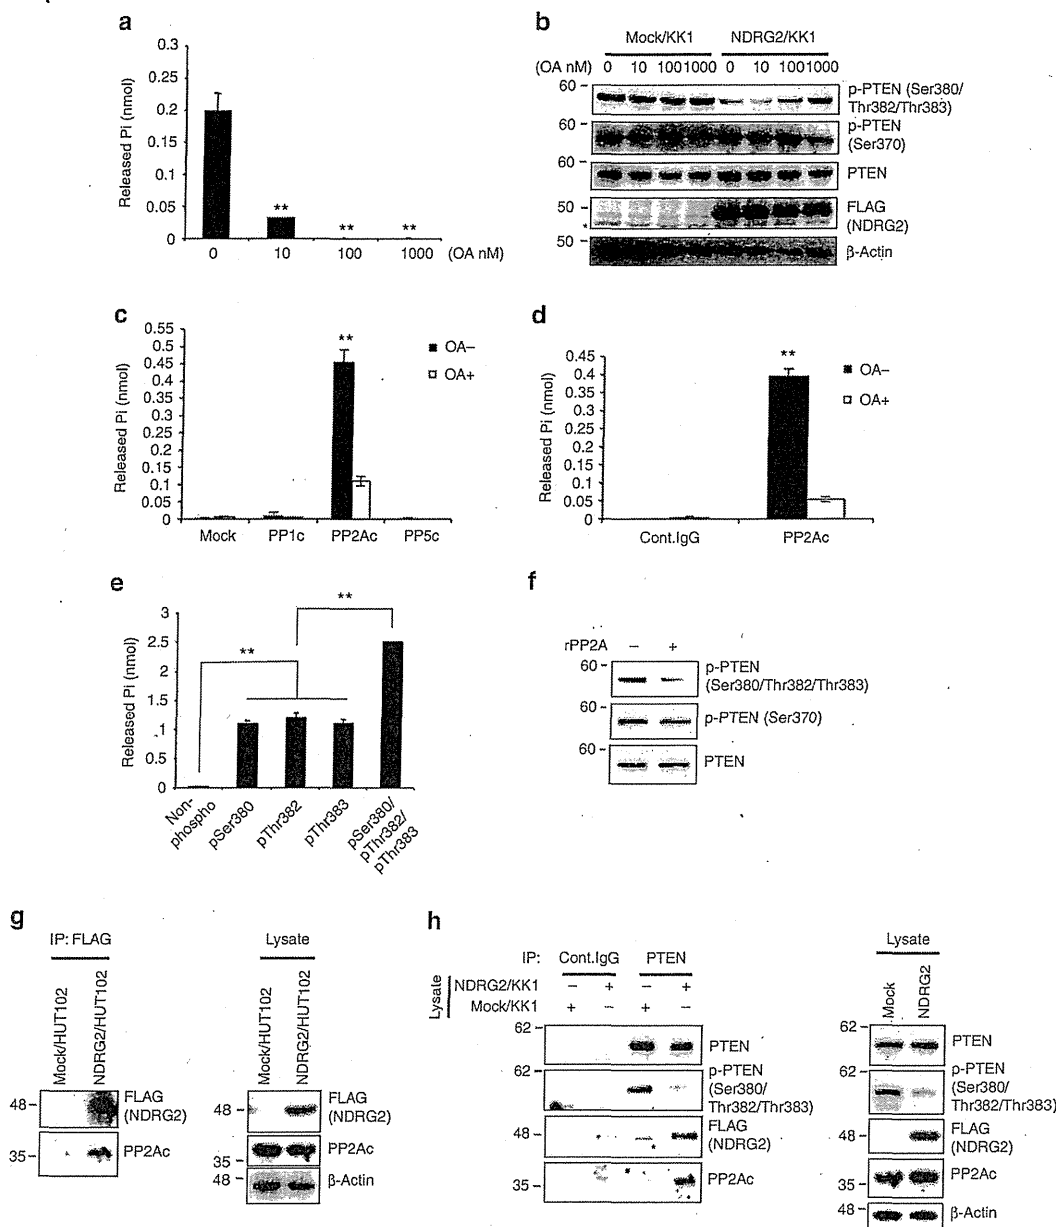 a
Released Pi (nmol)
0.3
0.25
0.2
0.15
0.1
0.05
0
** ** **
0 10 100 1000 (OA nM)
b
Mock/KK1 NDRG2/KK1
(OA nM) 0 10 100 1000 0 10 100 1000
60
p-PTEN (Ser380/
Thr382/Thr383)
60
p-PTEN
(Ser370)
60
PTEN
50
FLAG
(NDRG2)
*
50
β-Actin
c
Released Pi (nmol)
0.55
0.5
0.45
0.4
0.35
0.3
0.25
0.2
0.15
0.1
0.05
0
**
OA–
OA+
Mock PP1c PP2Ac PP5c
d
Released Pi (nmol)
0.45
0.4
0.35
0.3
0.25
0.2
0.15
0.1
0.05
0
**
OA–
OA+
Cont.IgG PP2Ac
e
Released Pi (nmol)
3
2.5
2
1.5
1
0.5
0
**
**
Non-
phospho
pSer380
pThr382
pThr383
pSer380/
pThr382/
pThr383
f
rPP2A – +
60
p-PTEN
(Ser380/Thr382/Thr383)
60
p-PTEN (Ser370)
60
PTEN
g
IP: FLAG
Mock/HUT102
NDRG2/HUT102
48
FLAG
(NDRG2)
35
PP2Ac
Lysate
Mock/HUT102
NDRG2/HUT102
48
FLAG
(NDRG2)
35
PP2Ac
48
β-Actin
h
IP: Cont.IgG PTEN
Lysate
NDRG2/KK1 – + – +
Mock/KK1 + – + –
62
PTEN
62
p-PTEN
(Ser380/
Thr382/Thr383)
48
FLAG
(NDRG2)
*
35
PP2Ac
Lysate
Mock
NDRG2
62
PTEN
62
p-PTEN
(Ser380/
Thr382/Thr383)
48
FLAG
(NDRG2)
35
PP2Ac
48
β-Actin